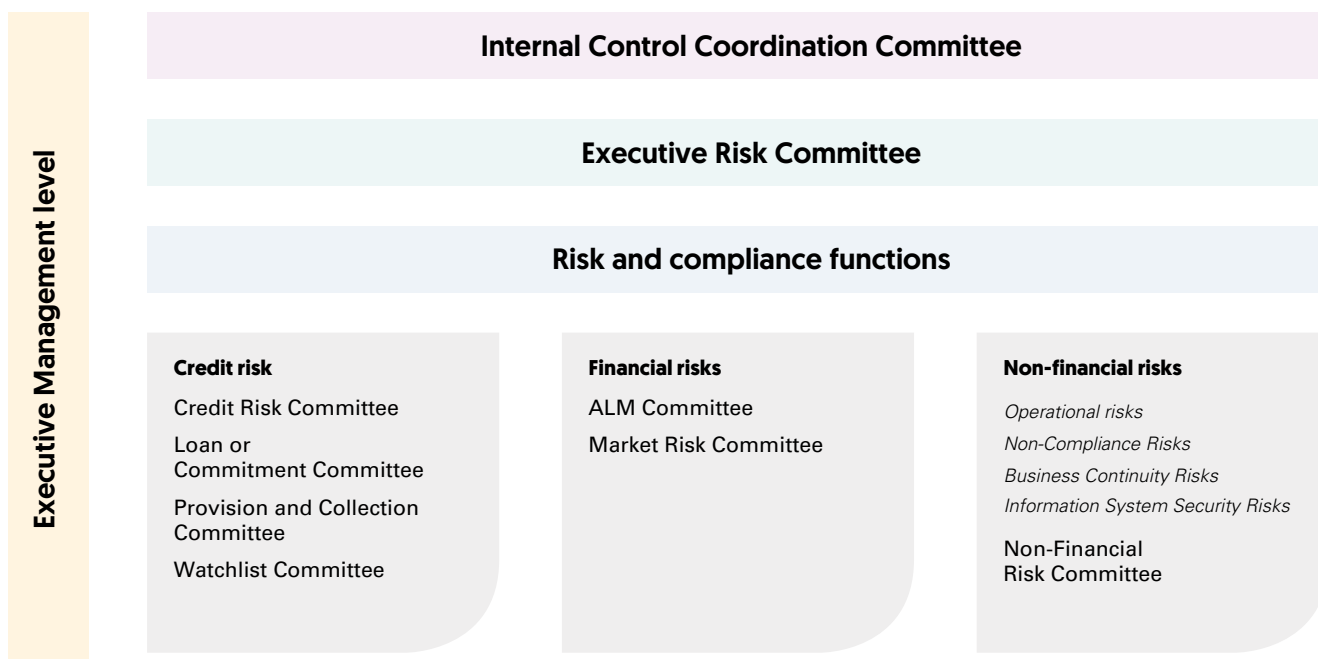 Executive Management level
Internal Control Coordination Committee
Executive Risk Committee
Risk and compliance functions
Credit risk
Credit Risk Committee
Loan or
Commitment Committee
Provision and Collection
Committee
Watchlist Committee
Financial risks
ALM Committee
Market Risk Committee
Non-financial risks
Operational risks
Non-Compliance Risks
Business Continuity Risks
Information System Security Risks
Non-Financial
Risk Committee